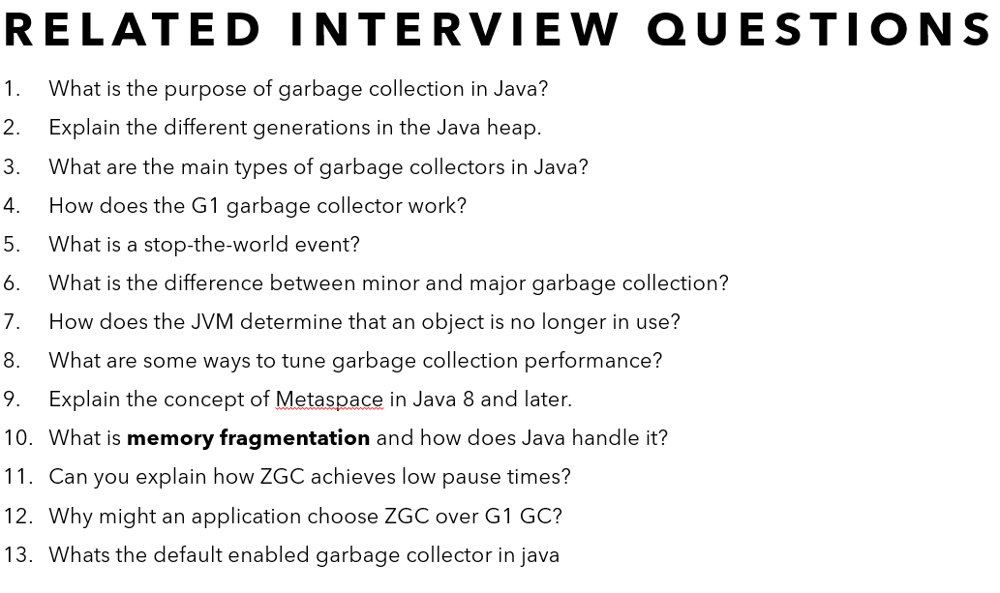 RELATED INTERVIEW QUESTIONS
1. What is the purpose of garbage collection in Java?
2. Explain the different generations in the Java heap.
3. What are the main types of garbage collectors in Java?
4. How does the G1 garbage collector work?
5. What is a stop-the-world event?
6. What is the difference between minor and major garbage collection?
7. How does the JVM determine that an object is no longer in use?
8. What are some ways to tune garbage collection performance?
9. Explain the concept of Metaspace in Java 8 and later.
10. What is memory fragmentation and how does Java handle it?
11. Can you explain how ZGC achieves low pause times?
12. Why might an application choose ZGC over G1 GC?
13. Whats the default enabled garbage collector in java